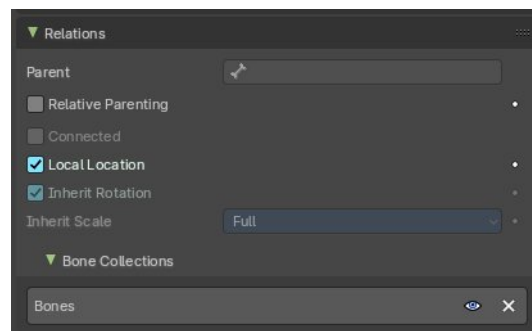 Relations
Parent
Relative Parenting
Connected
Local Location
Inherit Rotation
Inherit Scale Full
Bone Collections
Bones